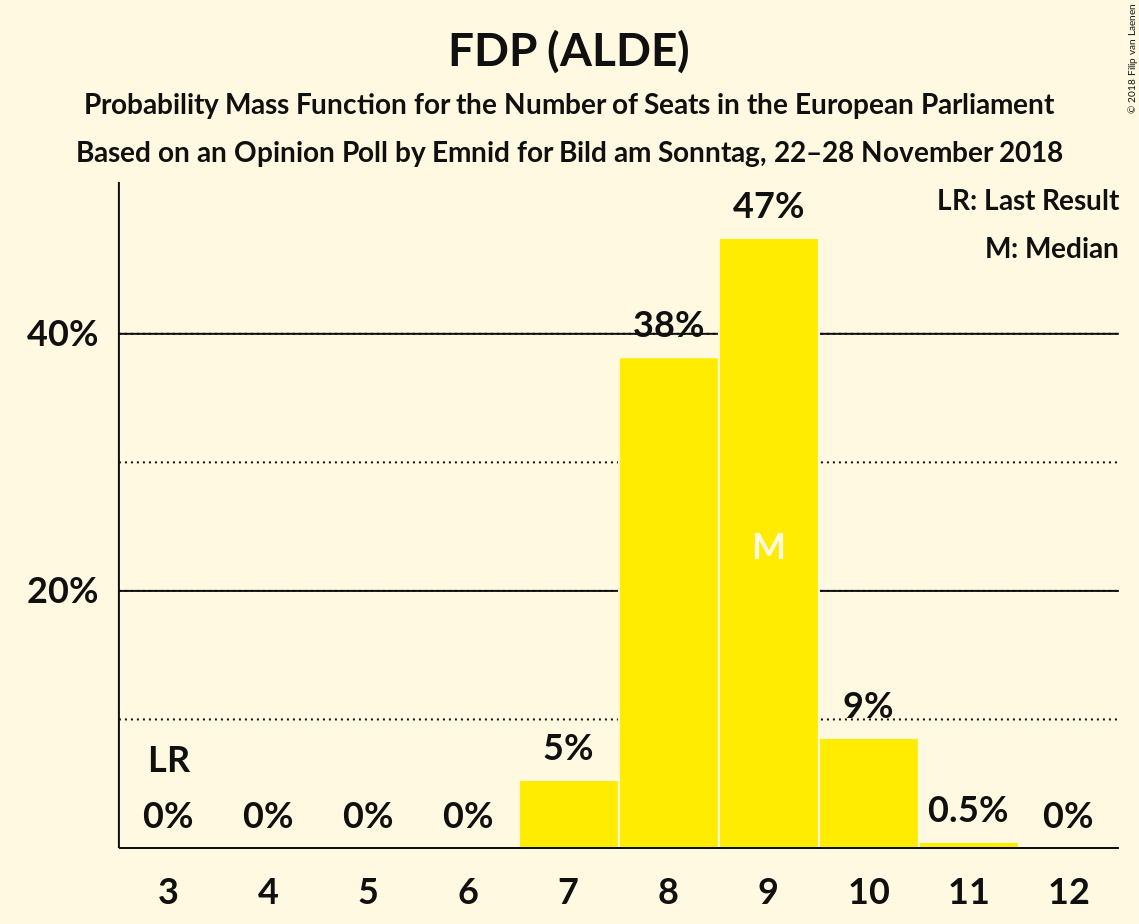 FDP (ALDE)
Probability Mass Function for the Number of Seats in the European Parliament
Based on an Opinion Poll by Emnid for Bild am Sonntag, 22–28 November 2018
© 2018 Filip van Laenen
LR: Last Result
M: Median
47%
38%
40%
M
20%
9%
5%
LR
0% 0% 0% 0% 0.5% 0%
3 4 5 6 7 8 9 10 11 12